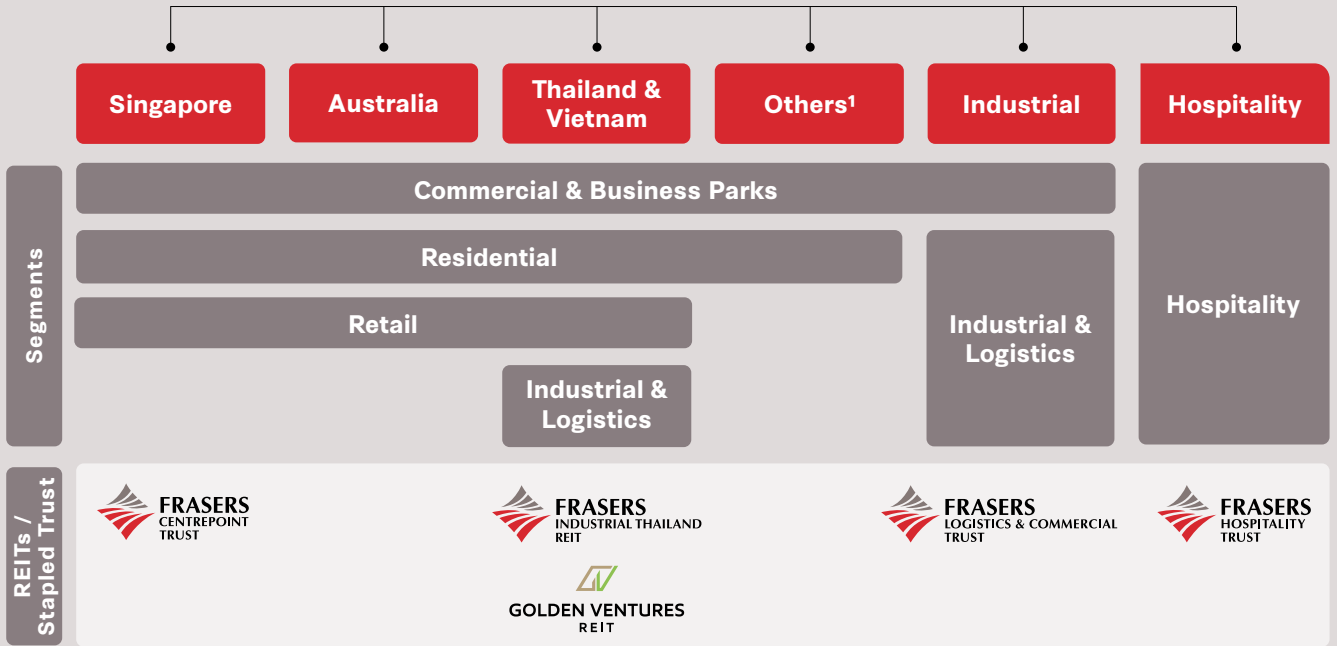 Singapore
Australia
Thailand &
Vietnam
Others¹
Industrial
Hospitality
Segments
Commercial & Business Parks
Residential
Retail
Industrial &
Logistics
Industrial &
Logistics
Hospitality
REITs /
Stapled Trust
FRASERS
CENTREPOINT
TRUST
FRASERS
INDUSTRIAL THAILAND
REIT
GOLDEN VENTURES
REIT
FRASERS
LOGISTICS & COMMERCIAL
TRUST
FRASERS
HOSPITALITY
TRUST